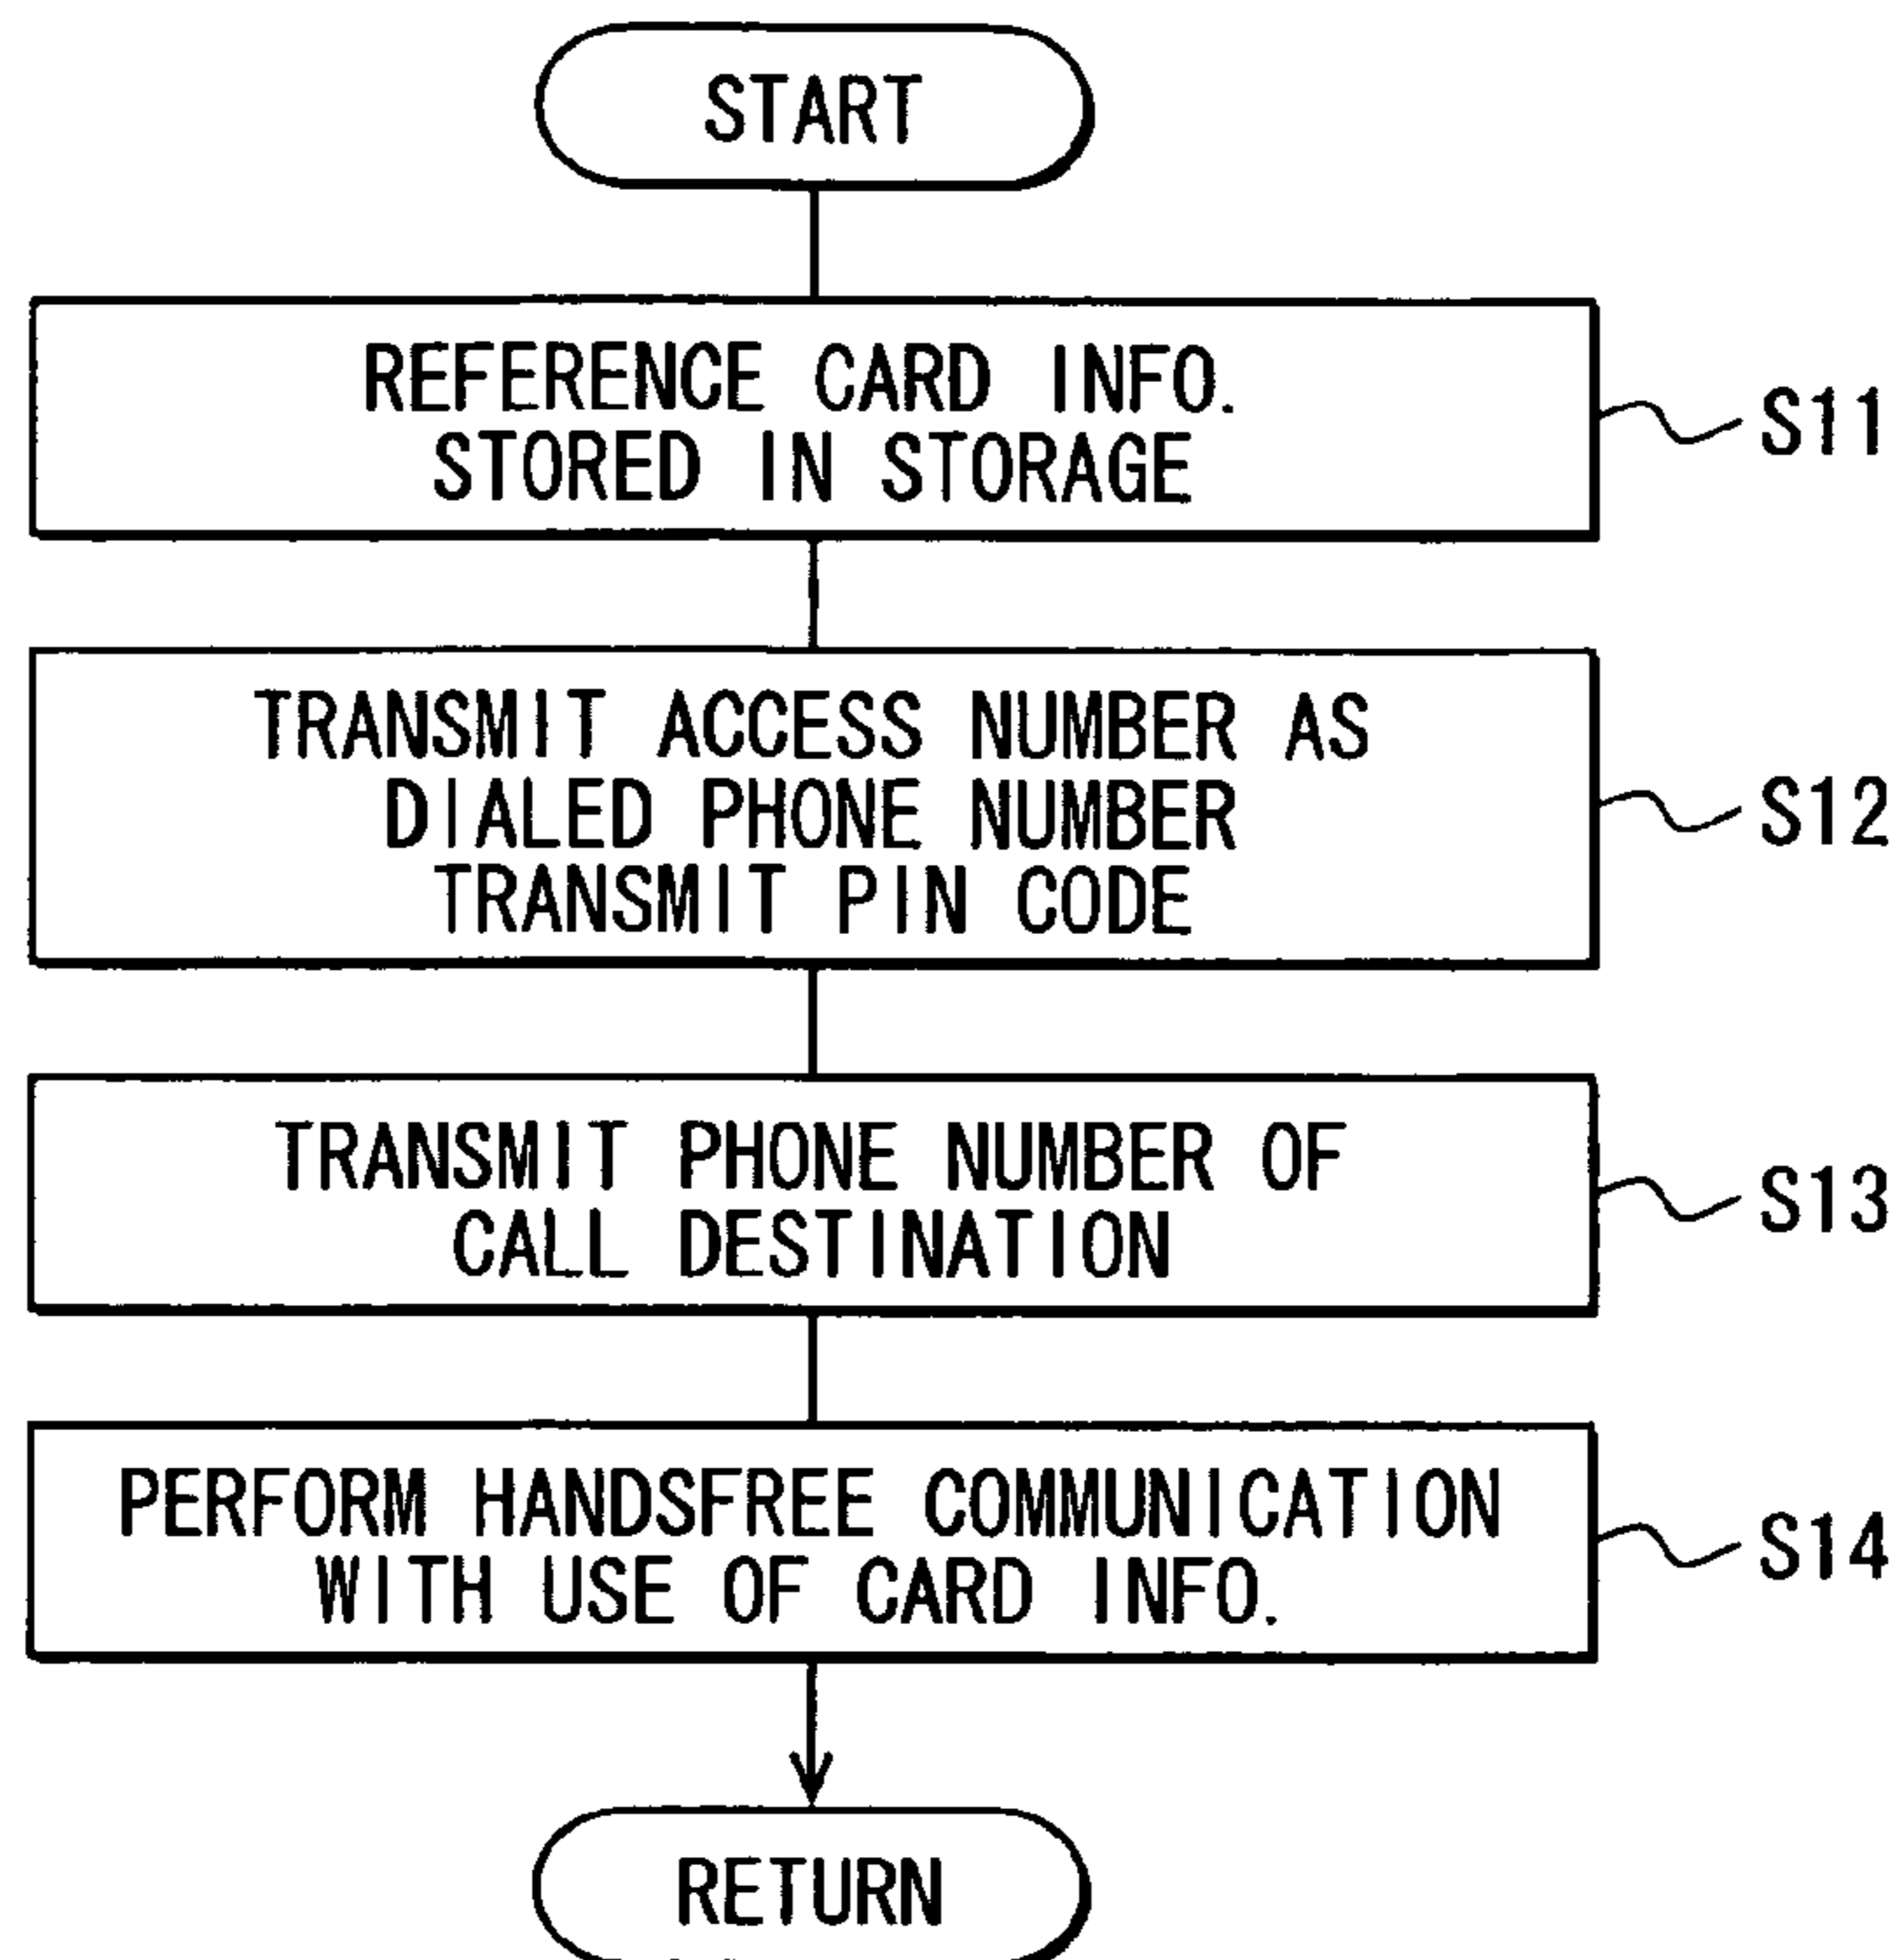 START
REFERENCE CARD INFO.
STORED IN STORAGE
S11
TRANSMIT ACCESS NUMBER AS
DIALED PHONE NUMBER
TRANSMIT PIN CODE
S12
TRANSMIT PHONE NUMBER OF
CALL DESTINATION
S13
PERFORM HANDSFREE COMMUNICATION
WITH USE OF CARD INFO.
S14
RETURN